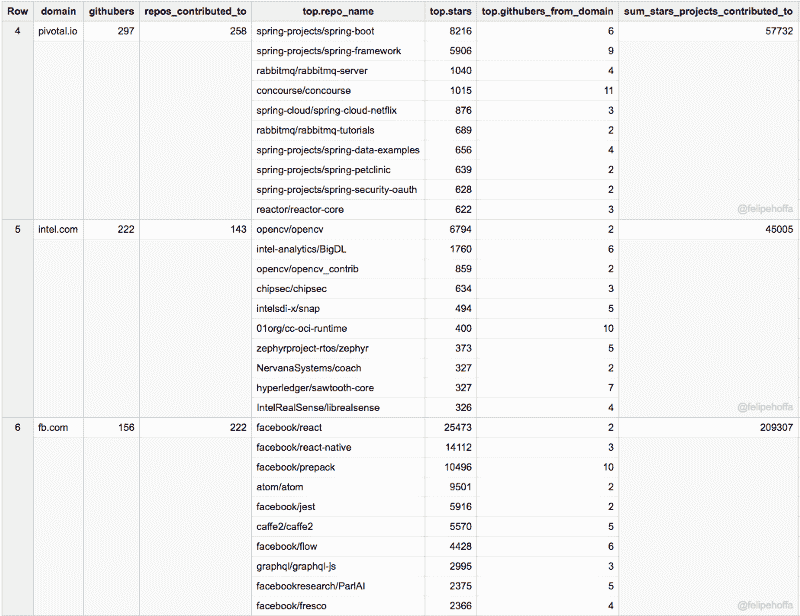 Row domain githubers repos_contributed_to top.repo_name top.stars top.githubers_from_domain sum_stars_projects_contributed_to
4 pivotal.io 297 258 spring-projects/spring-boot 8216 6 57732
spring-projects/spring-framework 5906 9
rabbitmq/rabbitmq-server 1040 4
concourse/concourse 1015 11
spring-cloud/spring-cloud-netflix 876 3
rabbitmq/rabbitmq-tutorials 689 2
spring-projects/spring-data-examples 656 4
spring-projects/spring-petclinic 639 2
spring-projects/spring-security-oauth 628 2
reactor/reactor-core 622 3 @felipehoffa
5 intel.com 222 143 opencv/opencv 6794 2 45005
intel-analytics/BigDL 1760 6
opencv/opencv_contrib 859 2
chipsec/chipsec 634 3
intelsdi-x/snap 494 5
01org/cc-oci-runtime 400 10
zephyrproject-rtos/zephyr 373 5
NervanaSystems/coach 327 2
hyperledger/sawtooth-core 327 7
IntelRealSense/librealsense 326 4 @felipehoffa
6 fb.com 156 222 facebook/react 25473 2 209307
facebook/react-native 14112 3
facebook/prepack 10496 10
atom/atom 9501 2
facebook/jest 5916 2
caffe2/caffe2 5570 5
facebook/flow 4428 6
graphql/graphql-js 2995 3
facebookresearch/ParlAI 2375 5
facebook/fresco 2366 4 @felipehoffa